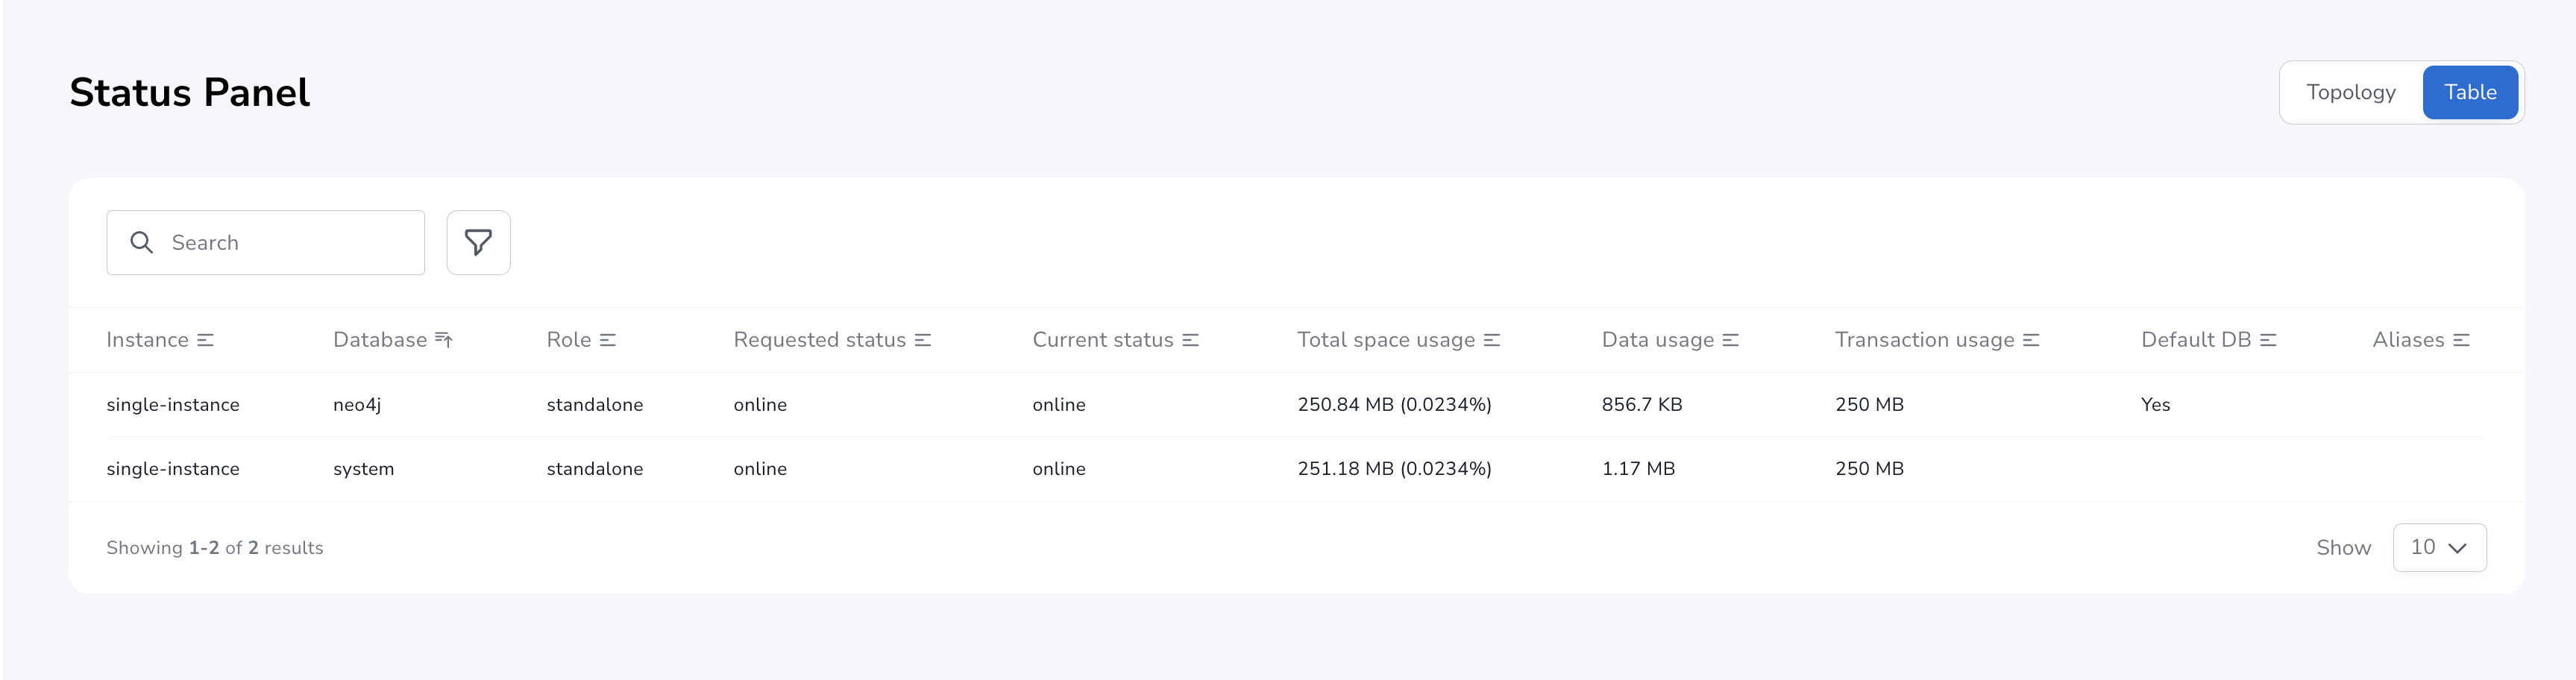 Status Panel
Topology Table
Search
Instance Database Role Requested status Current status Total space usage Data usage Transaction usage Default DB Aliases
single-instance neo4j standalone online online 250.84 MB (0.0234%) 856.7 KB 250 MB Yes
single-instance system standalone online online 251.18 MB (0.0234%) 1.17 MB 250 MB
Showing 1-2 of 2 results Show 10